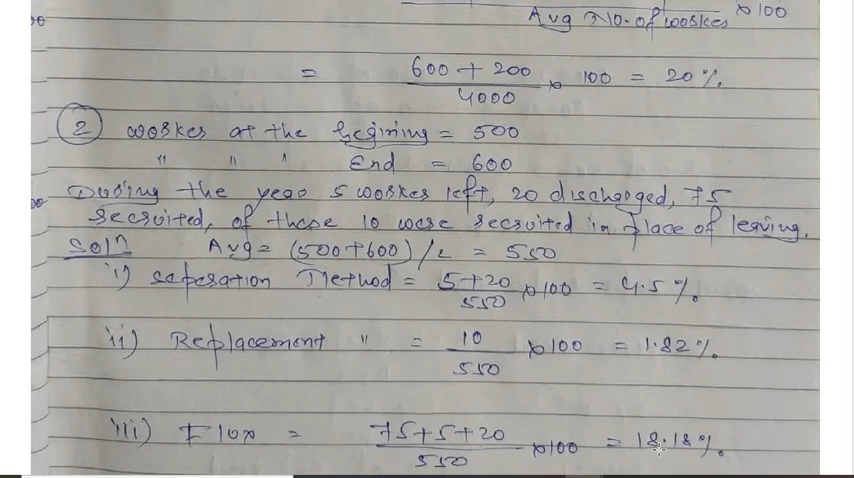 Avg No. of worker × 100
= 600 + 200 / 4000 × 100 = 20%.
② worker at the begining = 500
" " " End = 600
During the year 5 worker left, 20 discharged, 75
recruited, of these 10 were recruited in place of leaving.
Solⁿ Avg = (500+600)/2 = 550
i) seperation Method = 5+20 / 550 × 100 = 4.5%.
ii) Replacement " = 10 / 550 × 100 = 1.82%.
iii) Flux = 75+5+20 / 550 × 100 = 18.18%.